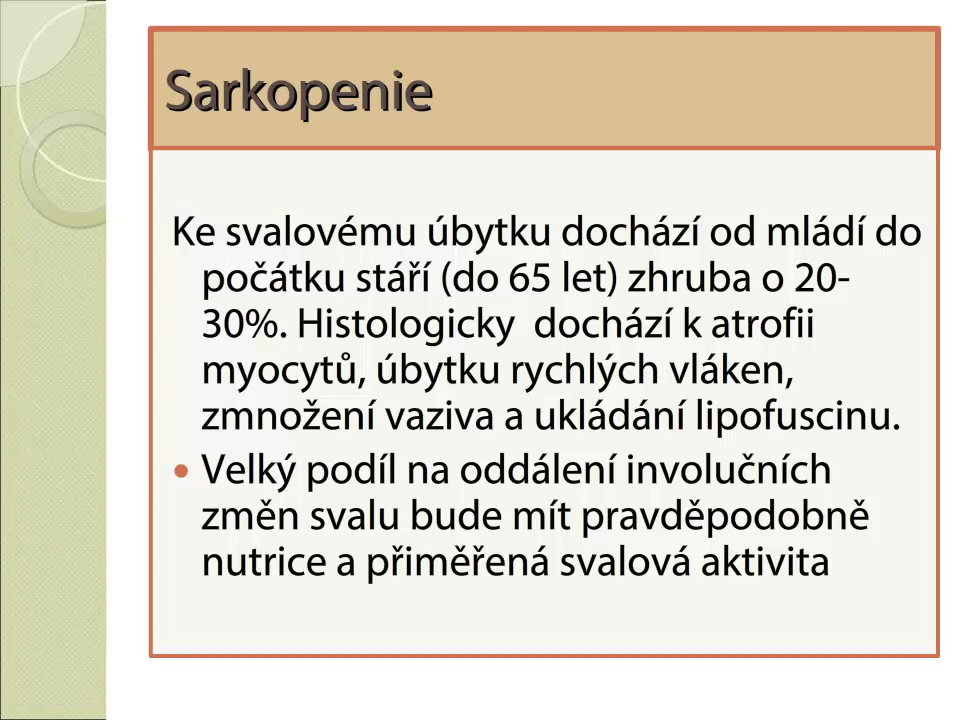 Sarkopenie
Ke svalovému úbytku dochází od mládí do
počátku stáří (do 65 let) zhruba o 20-
30%. Histologicky  dochází k atrofii
myocytů, úbytku rychlých vláken,
zmnožení vaziva a ukládání lipofuscinu.
• Velký podíl na oddálení involučních
změn svalu bude mít pravděpodobně
nutrice a přiměřená svalová aktivita